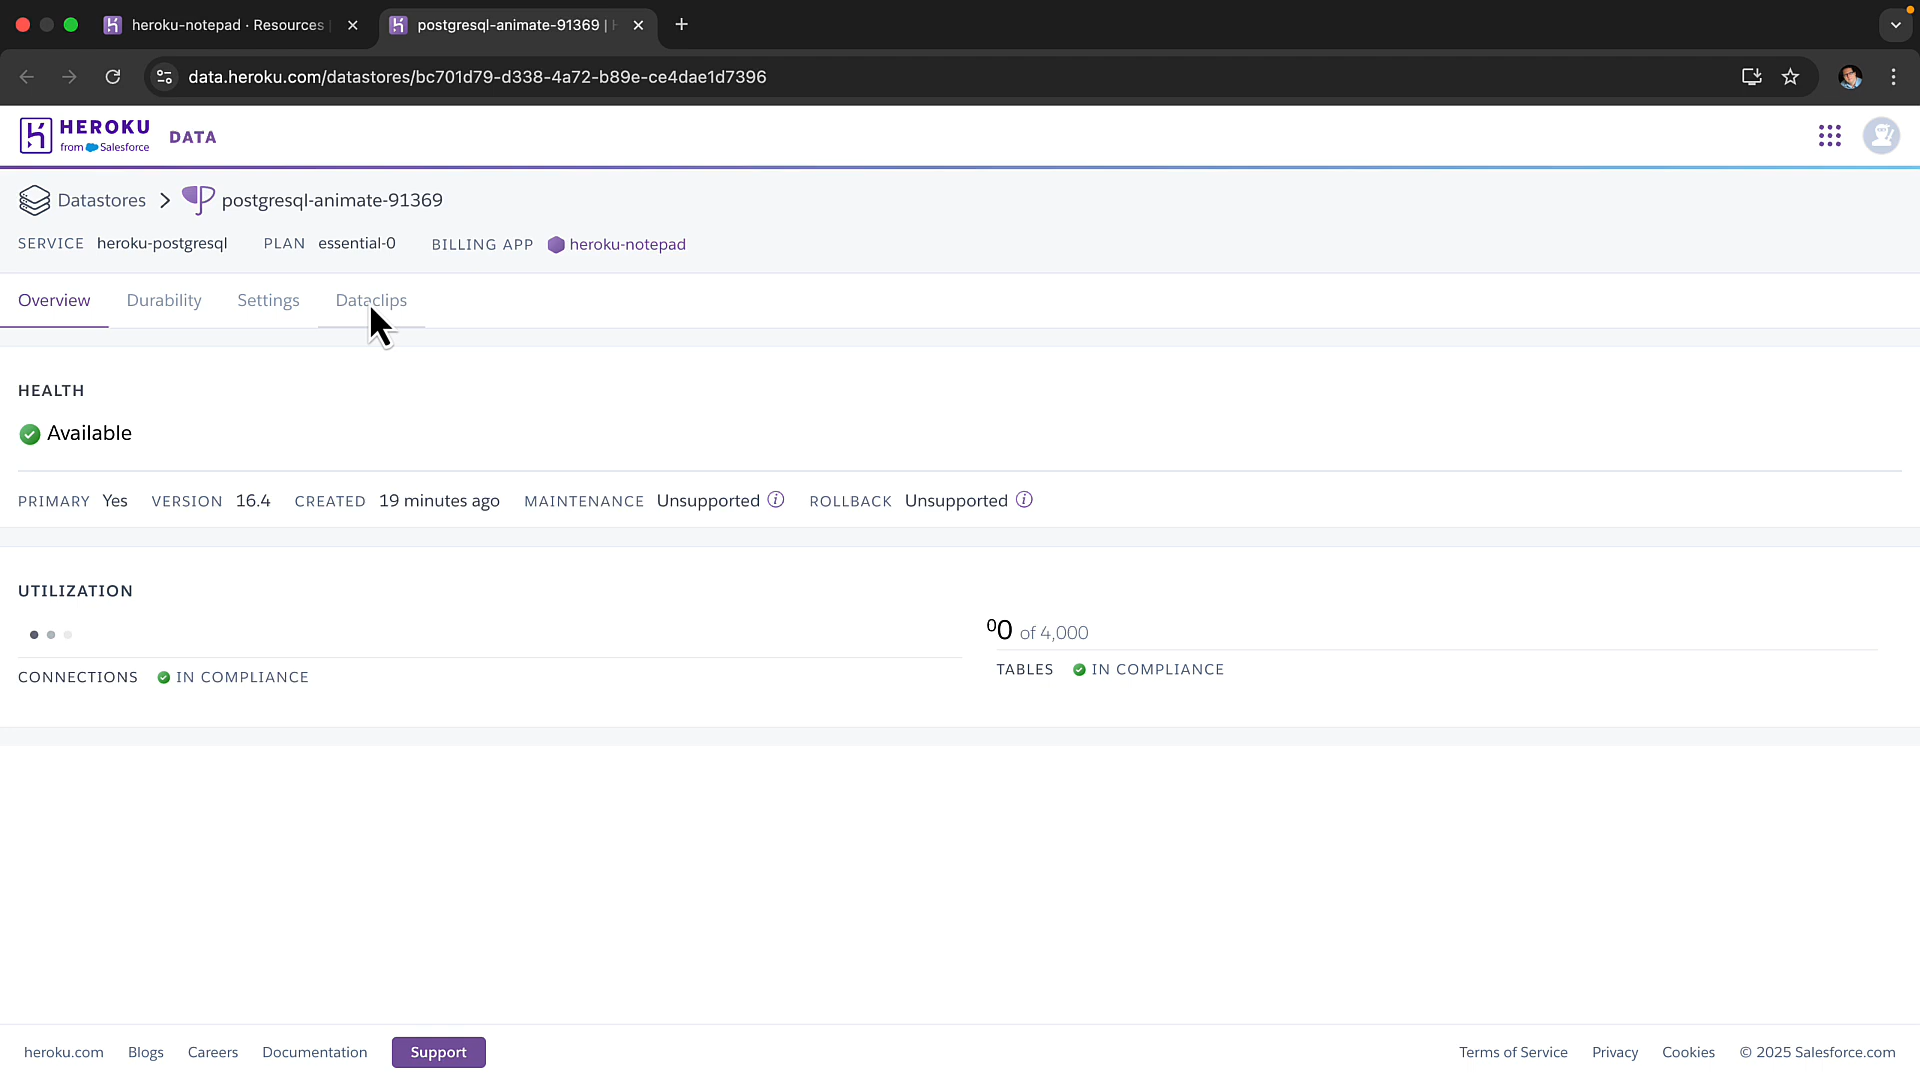 heroku-notepad · Resources
postgresql-animate-91369 |
data.heroku.com/datastores/bc701d79-d338-4a72-b89e-ce4dae1d7396
HEROKU
from Salesforce
DATA
Datastores
postgresql-animate-91369
SERVICE heroku-postgresql PLAN essential-0 BILLING APP heroku-notepad
Overview Durability Settings Dataclips
HEALTH
Available
PRIMARY Yes VERSION 16.4 CREATED 19 minutes ago MAINTENANCE Unsupported ROLLBACK Unsupported
UTILIZATION
0 0 of 4,000
CONNECTIONS IN COMPLIANCE
TABLES IN COMPLIANCE
heroku.com Blogs Careers Documentation Support Terms of Service Privacy Cookies © 2025 Salesforce.com